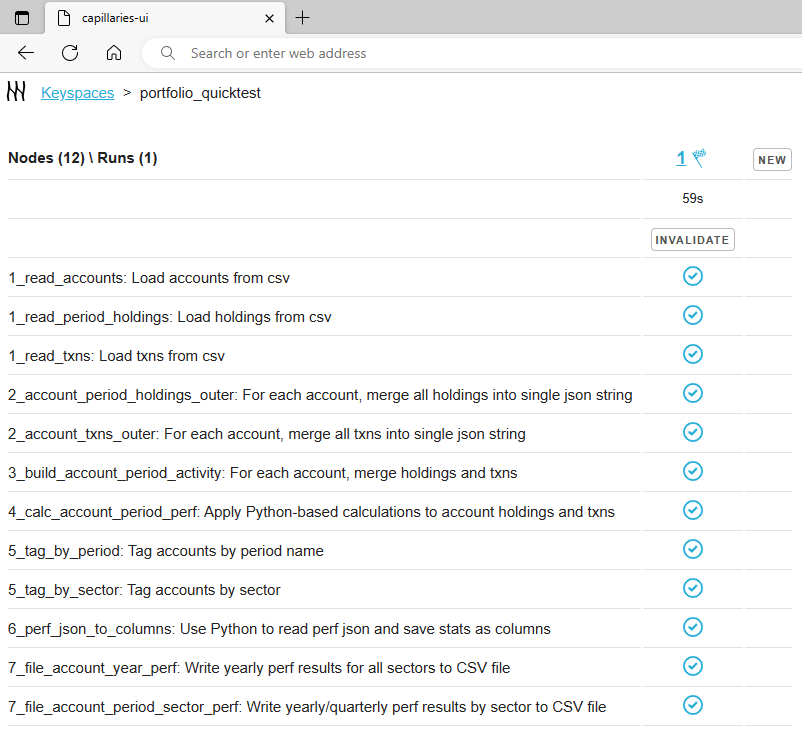 capillaries-ui
Search or enter web address
Keyspaces > portfolio_quicktest
Nodes (12) \ Runs (1) 1 NEW
59s
INVALIDATE
1_read_accounts: Load accounts from csv
1_read_period_holdings: Load holdings from csv
1_read_txns: Load txns from csv
2_account_period_holdings_outer: For each account, merge all holdings into single json string
2_account_txns_outer: For each account, merge all txns into single json string
3_build_account_period_activity: For each account, merge holdings and txns
4_calc_account_period_perf: Apply Python-based calculations to account holdings and txns
5_tag_by_period: Tag accounts by period name
5_tag_by_sector: Tag accounts by sector
6_perf_json_to_columns: Use Python to read perf json and save stats as columns
7_file_account_year_perf: Write yearly perf results for all sectors to CSV file
7_file_account_period_sector_perf: Write yearly/quarterly perf results by sector to CSV file